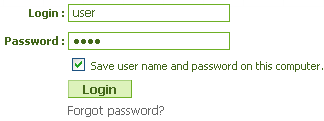 Login : user
Password : ●●●●
Save user name and password on this computer.
Login
Forgot password?